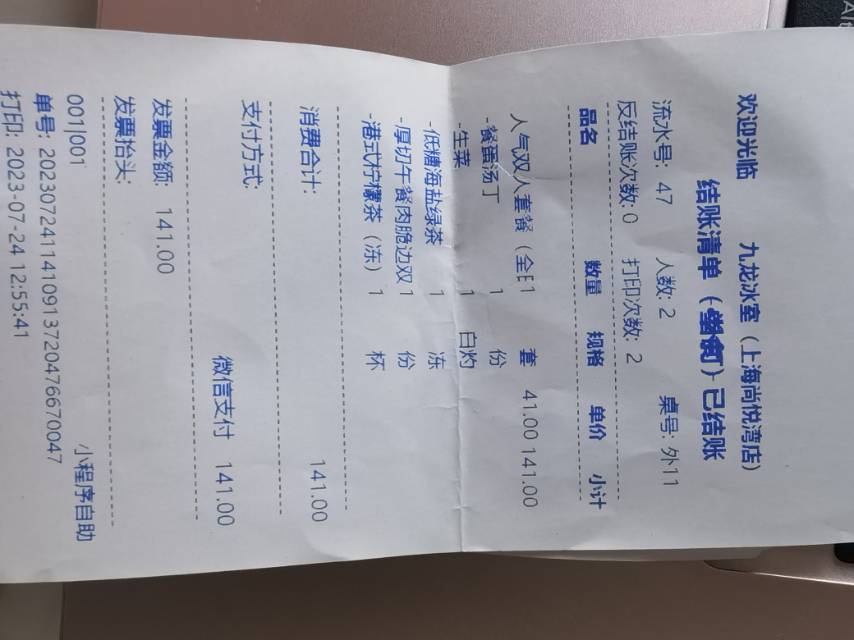 欢迎光临 九龙冰室（上海尚悦湾店）
结账清单 已结账
流水号: 47 人数: 2 桌号: 外11
反结账次数: 0 打印次数: 2
品名 数量 规格 单价 小计
人气双人套餐（全日 1 套 41.00 141.00
-餐蛋汤丁 1 份
-生菜 1 白灼
-低糖海盐绿茶 1 冻
-厚切午餐肉脆边双 1 份
-港式柠檬茶（冻） 1 杯
消费合计: 141.00
支付方式:
微信支付 141.00
发票金额: 141.00
发票抬头:
001|001 小程序自助
单号: 20230724114109137204766​70047
打印: 2023-07-24 12:55:41